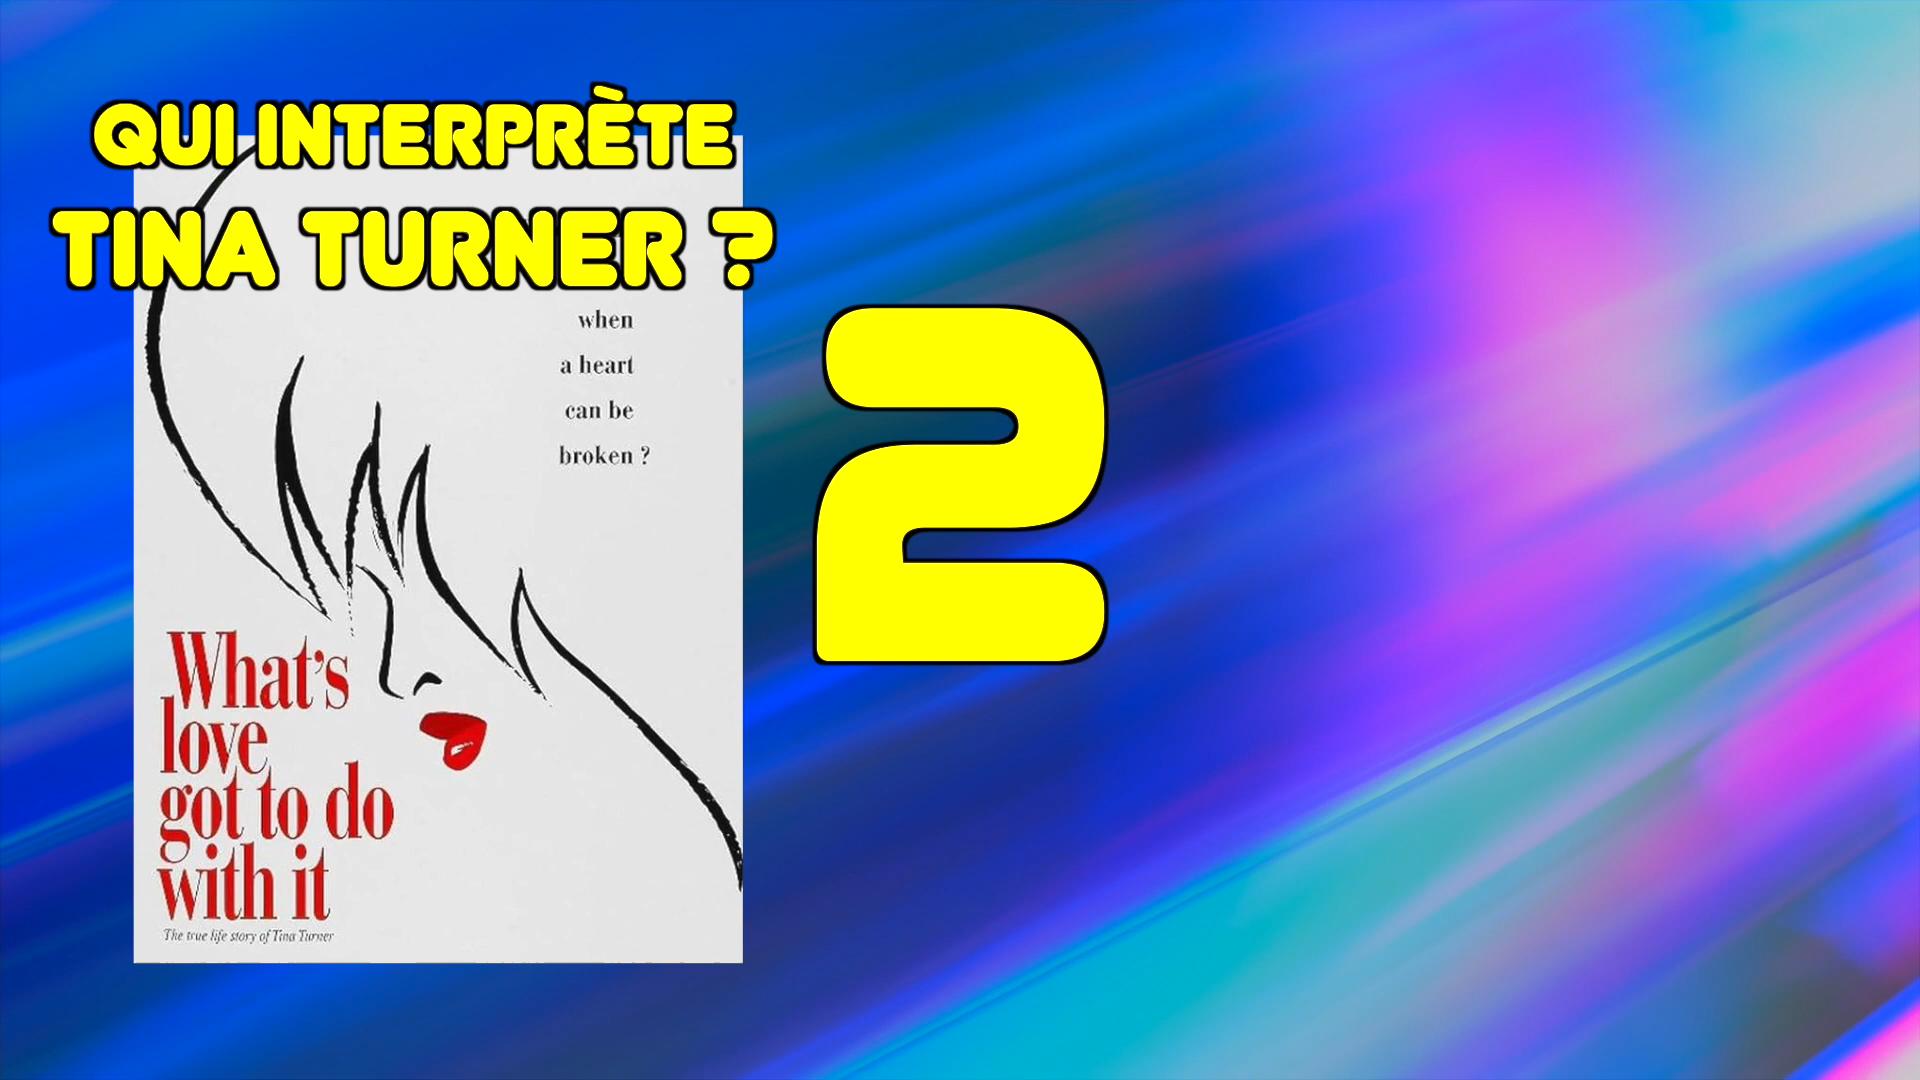 QUI INTERPRÈTE
TINA TURNER ?
when
a heart
can be
broken ?
2
What's
love
got to do
with it
The true life story of Tina Turner